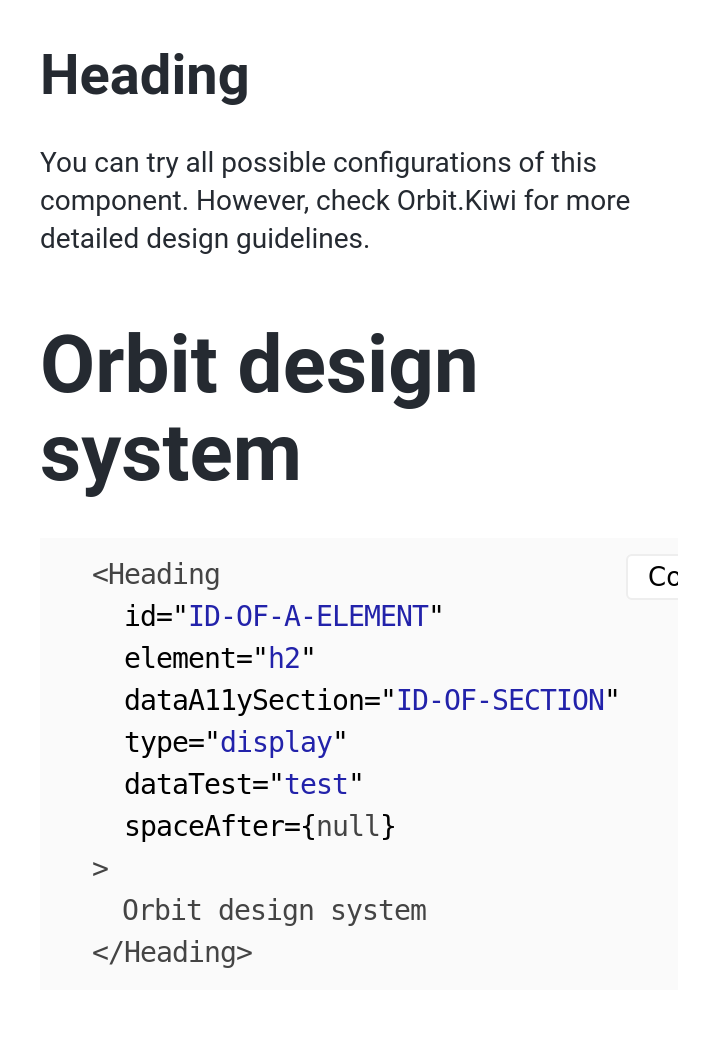 Heading
You can try all possible configurations of this
component. However, check Orbit.Kiwi for more
detailed design guidelines.
Orbit design
system
<Heading
Co
id="ID-OF-A-ELEMENT"
element="h2"
dataA11ySection="ID-OF-SECTION"
type="display"
dataTest="test"
spaceAfter={null}
>
Orbit design system
</Heading>